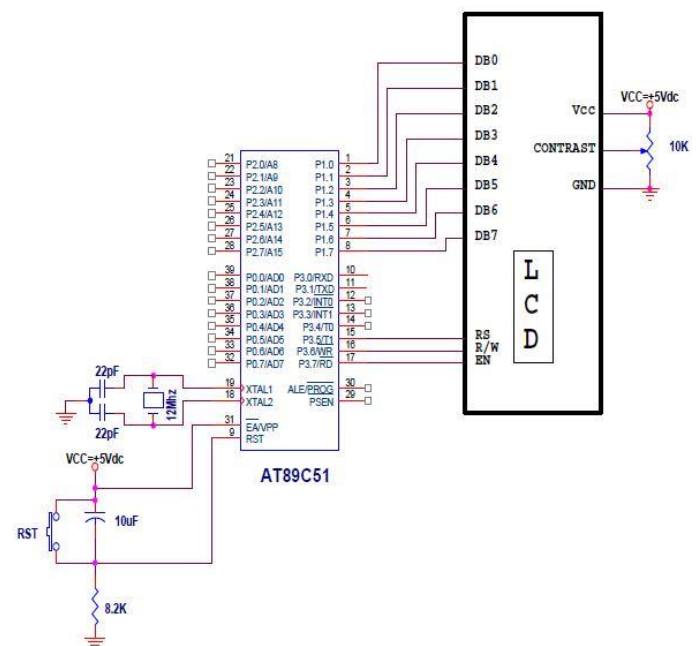 DB0
DB1
DB2
DB3
DB4
DB5
DB6
DB7
Vcc
CONTRAST
GND
VCC=+5Vdc
10K
L
C
D
RS
R/W
EN
21 P2.0/A8 P1.0 1
22 P2.1/A9 P1.1 2
23 P2.2/A10 P1.2 3
24 P2.3/A11 P1.3 4
25 P2.4/A12 P1.4 5
26 P2.5/A13 P1.5 6
27 P2.6/A14 P1.6 7
28 P2.7/A15 P1.7 8
39 P0.0/AD0 P3.0/RXD 10
38 P0.1/AD1 P3.1/TXD 11
37 P0.2/AD2 P3.2/INT0 12
36 P0.3/AD3 P3.3/INT1 13
35 P0.4/AD4 P3.4/T0 14
34 P0.5/AD5 P3.5/T1 15
33 P0.6/AD6 P3.6/WR 16
32 P0.7/AD7 P3.7/RD 17
19 XTAL1 ALE/PROG 30
18 XTAL2 PSEN 29
31 EA/VPP
9 RST
AT89C51
22pF
12Mhz
22pF
VCC=+5Vdc
RST
10uF
8.2K